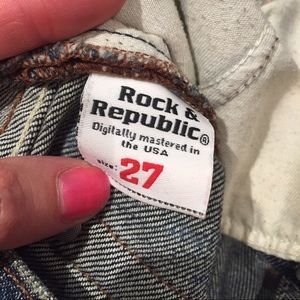 Rock &
Republic®
Digitally mastered in
the USA
size: 27